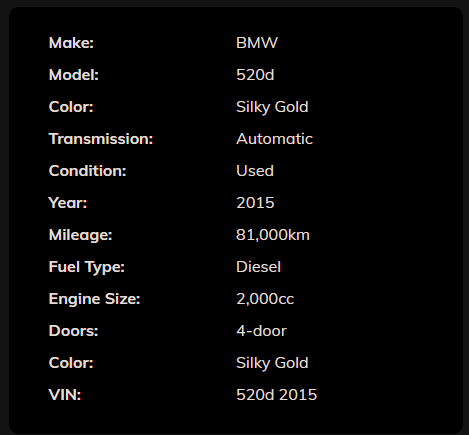 Make: BMW
Model: 520d
Color: Silky Gold
Transmission: Automatic
Condition: Used
Year: 2015
Mileage: 81,000km
Fuel Type: Diesel
Engine Size: 2,000cc
Doors: 4-door
Color: Silky Gold
VIN: 520d 2015